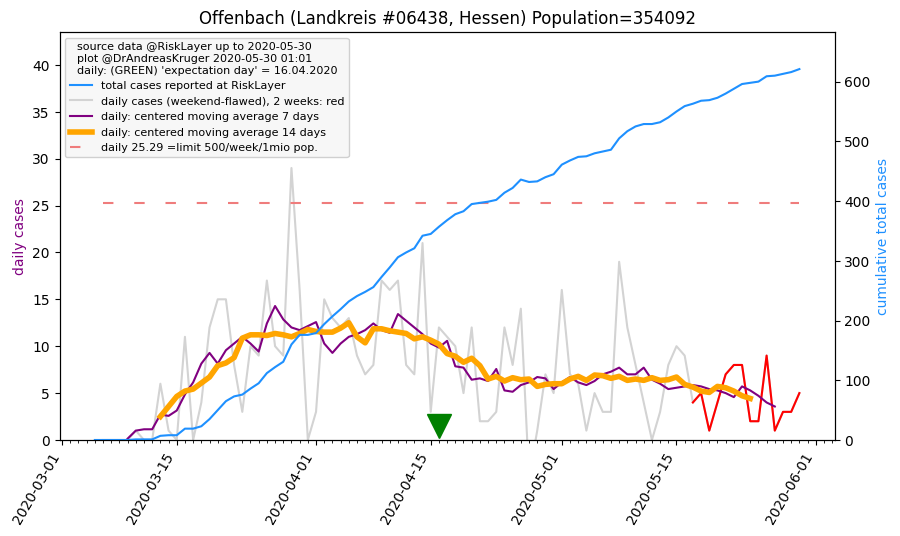 Offenbach (Landkreis #06438, Hessen) Population=354092
source data @RiskLayer up to 2020-05-30
plot @DrAndreasKruger 2020-05-30 01:01
daily: (GREEN) 'expectation day' = 16.04.2020
total cases reported at RiskLayer
daily cases (weekend-flawed), 2 weeks: red
daily: centered moving average 7 days
daily: centered moving average 14 days
daily 25.29 =limit 500/week/1mio pop.
daily cases
40
35
30
25
20
15
10
5
0
cumulative total cases
600
500
400
300
200
100
0
2020-03-01
2020-03-15
2020-04-01
2020-04-15
2020-05-01
2020-05-15
2020-06-01